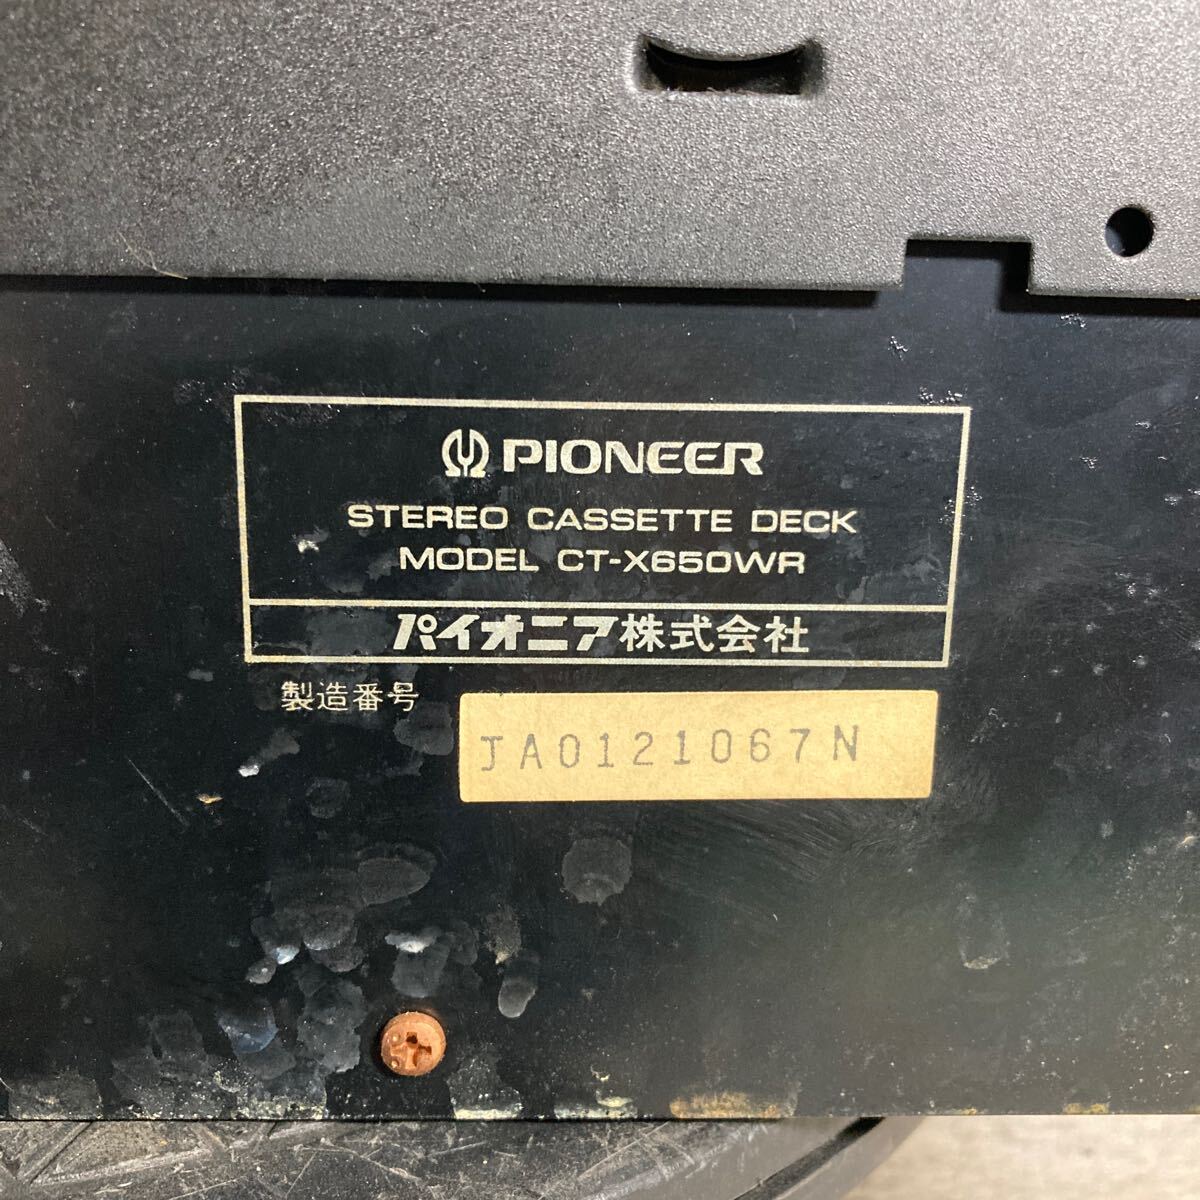 PIONEER
STEREO CASSETTE DECK
MODEL CT-X650WR
パイオニア株式会社
製造番号
JA0121067N